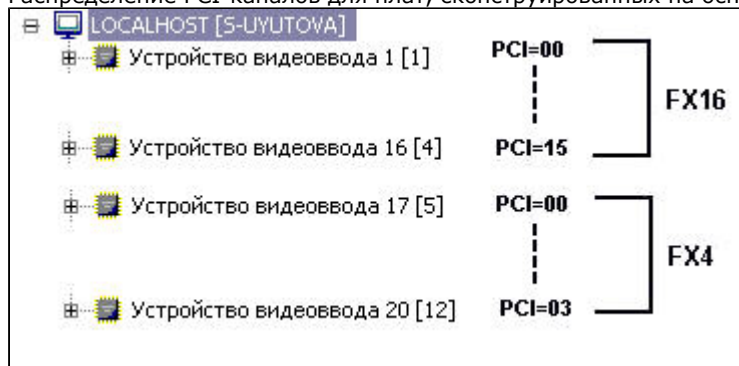 Распределение PCI-каналов для плат, сконструированных на осн
LOCALHOST [S-UYUTOVA]
Устройство видеоввода 1 [1] PCI=00
FX16
Устройство видеоввода 16 [4] PCI=15
Устройство видеоввода 17 [5] PCI=00
FX4
Устройство видеоввода 20 [12] PCI=03